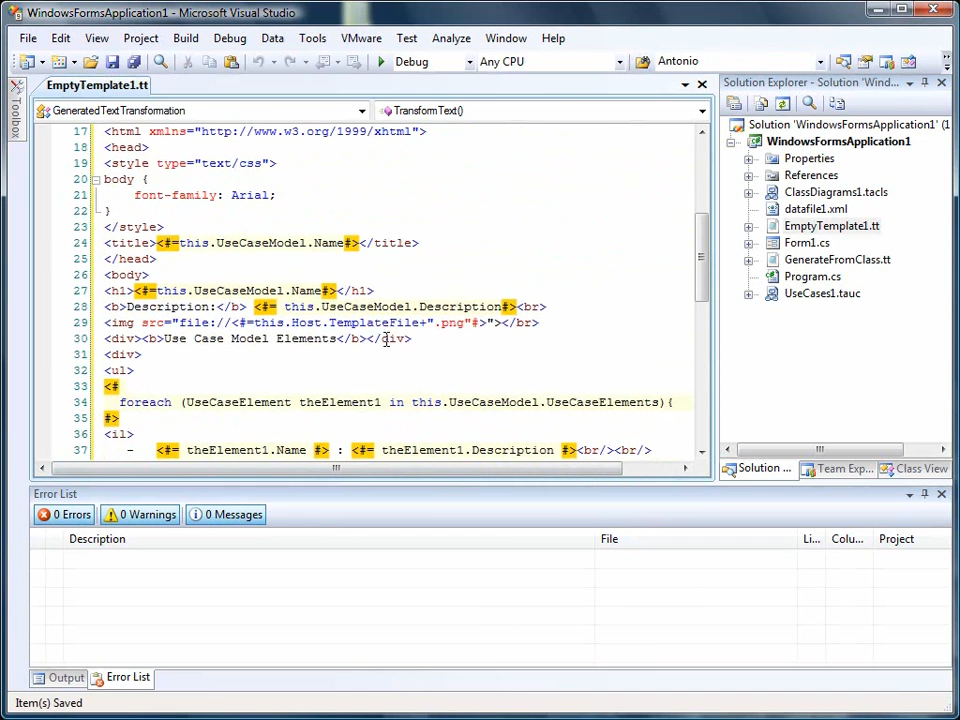 WindowsFormsApplication1 - Microsoft Visual Studio
File Edit View Project Build Debug Data Tools VMware Test Analyze Window Help
Debug Any CPU Antonio
Toolbox
EmptyTemplate1.tt
GeneratedTextTransformation TransformText()
17 <html xmlns="http://www.w3.org/1999/xhtml">
18 <head>
19 <style type="text/css">
20 body {
21 font-family: Arial;
22 }
23 </style>
24 <title><#=this.UseCaseModel.Name#></title>
25 </head>
26 <body>
27 <h1><#=this.UseCaseModel.Name#></h1>
28 <b>Description:</b> <#= this.UseCaseModel.Description#><br>
29 <img src="file://<#=this.Host.TemplateFile+".png"#>"></br>
30 <div><b>Use Case Model Elements</b></div>
31 <div>
32 <ul>
33 <#
34 foreach (UseCaseElement theElement1 in this.UseCaseModel.UseCaseElements){
35 #>
36 <il>
37 - <#= theElement1.Name #> : <#= theElement1.Description #><br/><br/>
Solution Explorer - Solution 'Wind...
Solution 'WindowsFormsApplication1' (1
WindowsFormsApplication1
Properties
References
ClassDiagrams1.tacls
datafile1.xml
EmptyTemplate1.tt
Form1.cs
GenerateFromClass.tt
Program.cs
UseCases1.tauc
Solution ... Team Exp... Class View
Error List
0 Errors 0 Warnings 0 Messages
Description File Li... Colu... Project
Output Error List
Item(s) Saved